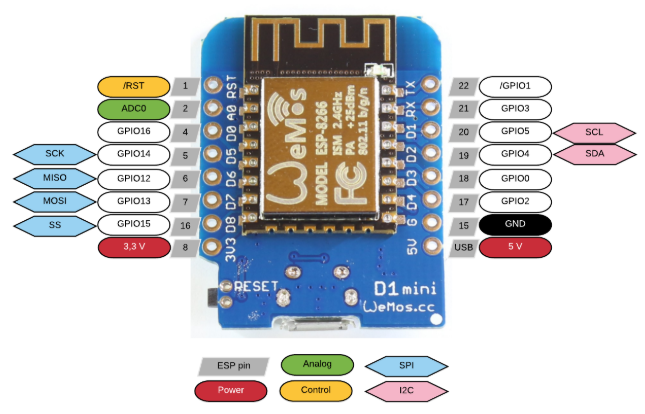 /RST 1 RST TX 22 /GPIO1
ADC0 2 A0 RX 21 GPIO3
GPIO16 4 D0 D1 20 GPIO5 SCL
SCK GPIO14 5 D5 D2 19 GPIO4 SDA
MISO GPIO12 6 D6 D3 18 GPIO0
MOSI GPIO13 7 D7 D4 17 GPIO2
SS GPIO15 16 D8 G 15 GND
3,3 V 8 3V3 5V USB 5 V
WeMos
MODEL ESP-8266
ISM 2.4GHz
PA +25dBm
802.11 b/g/n
FC
RESET
D1 mini
WeMos.cc
ESP pin Analog SPI
Power Control I2C